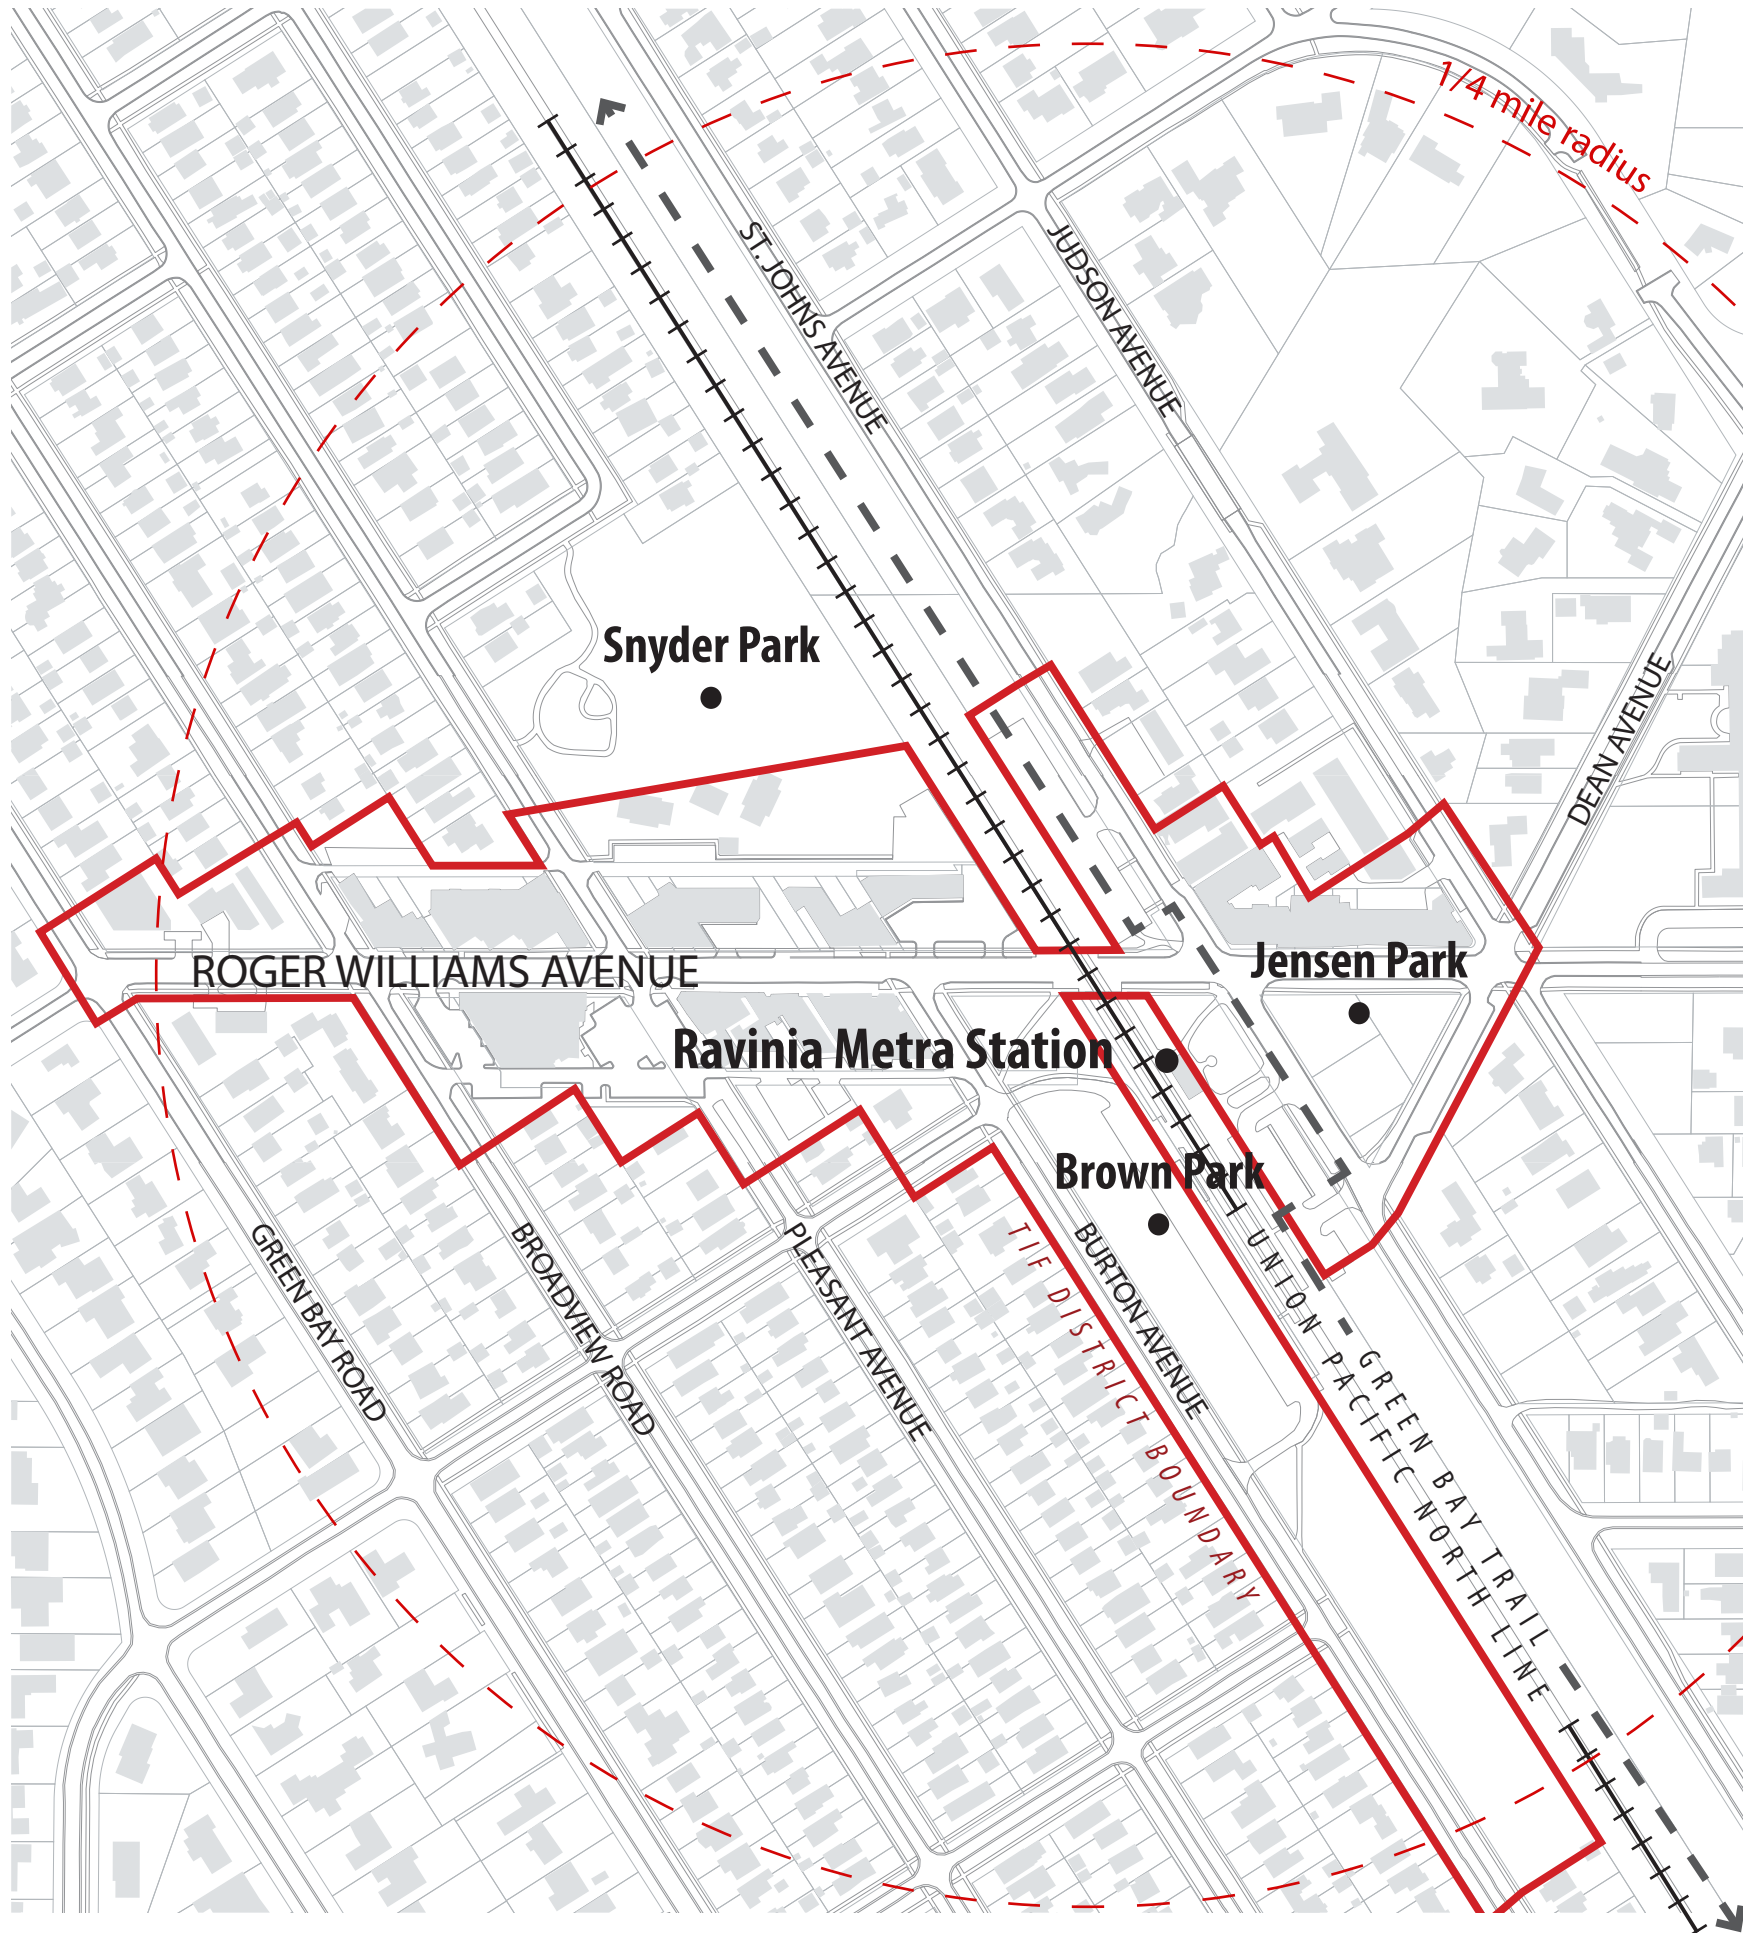 1/4 mile radius
ST. JOHNS AVENUE
JUDSON AVENUE
Snyder Park
DEAN AVENUE
ROGER WILLIAMS AVENUE
Jensen Park
Ravinia Metra Station
Brown Park
GREEN BAY ROAD
BROADVIEW ROAD
PLEASANT AVENUE
TIF DISTRICT BOUNDARY
BURTON AVENUE
UNION PACIFIC NORTH LINE
GREEN BAY TRAIL